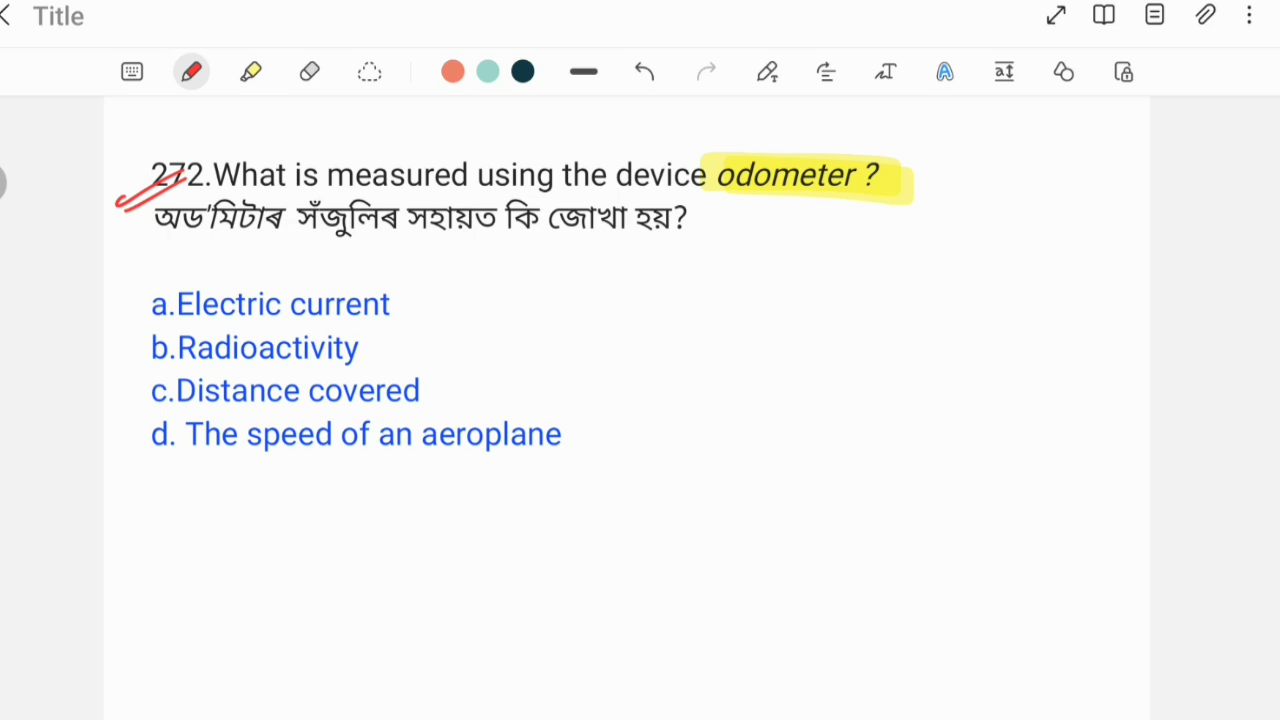 Title
272.What is measured using the device odometer ?
অড'মিটাৰ সঁজুলিৰ সহায়ত কি জোখা হয়?
a.Electric current
b.Radioactivity
c.Distance covered
d. The speed of an aeroplane